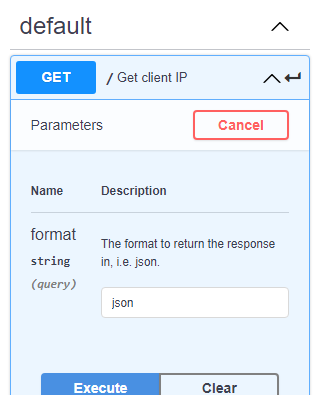 default
GET / Get client IP
Parameters Cancel
Name Description
format
string
(query)
The format to return the response
in, i.e. json.
json
Execute Clear